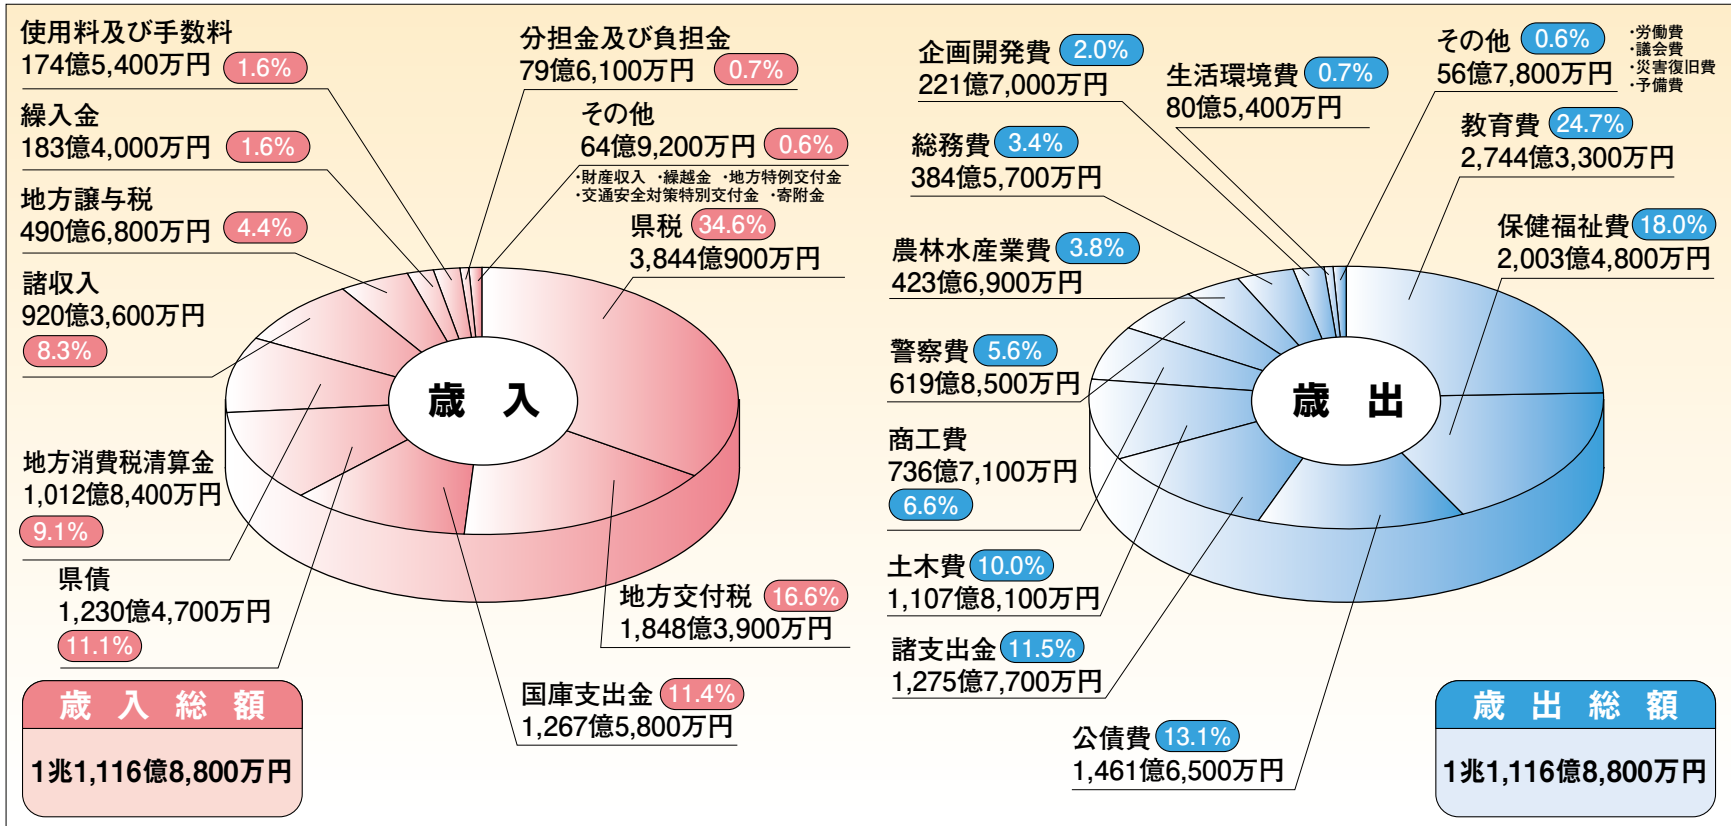 使用料及び手数料
174億5,400万円 1.6%
繰入金
183億4,000万円 1.6%
地方譲与税
490億6,800万円 4.4%
諸収入
920億3,600万円
8.3%
地方消費税清算金
1,012億8,400万円
9.1%
県債
1,230億4,700万円
11.1%
分担金及び負担金
79億6,100万円 0.7%
その他
64億9,200万円 0.6%
・財産収入 ・繰越金 ・地方特例交付金
・交通安全対策特別交付金 ・寄附金
県税 34.6%
3,844億900万円
歳 入
地方交付税 16.6%
1,848億3,900万円
国庫支出金 11.4%
1,267億5,800万円
歳入総額
1兆1,116億8,800万円
企画開発費 2.0%
221億7,000万円
生活環境費 0.7%
80億5,400万円
その他 0.6%
56億7,800万円
・労働費
・議会費
・災害復旧費
・予備費
教育費 24.7%
2,744億3,300万円
総務費 3.4%
384億5,700万円
保健福祉費 18.0%
2,003億4,800万円
農林水産業費 3.8%
423億6,900万円
警察費 5.6%
619億8,500万円
歳 出
商工費
736億7,100万円
6.6%
土木費 10.0%
1,107億8,100万円
諸支出金 11.5%
1,275億7,700万円
公債費 13.1%
1,461億6,500万円
歳出総額
1兆1,116億8,800万円